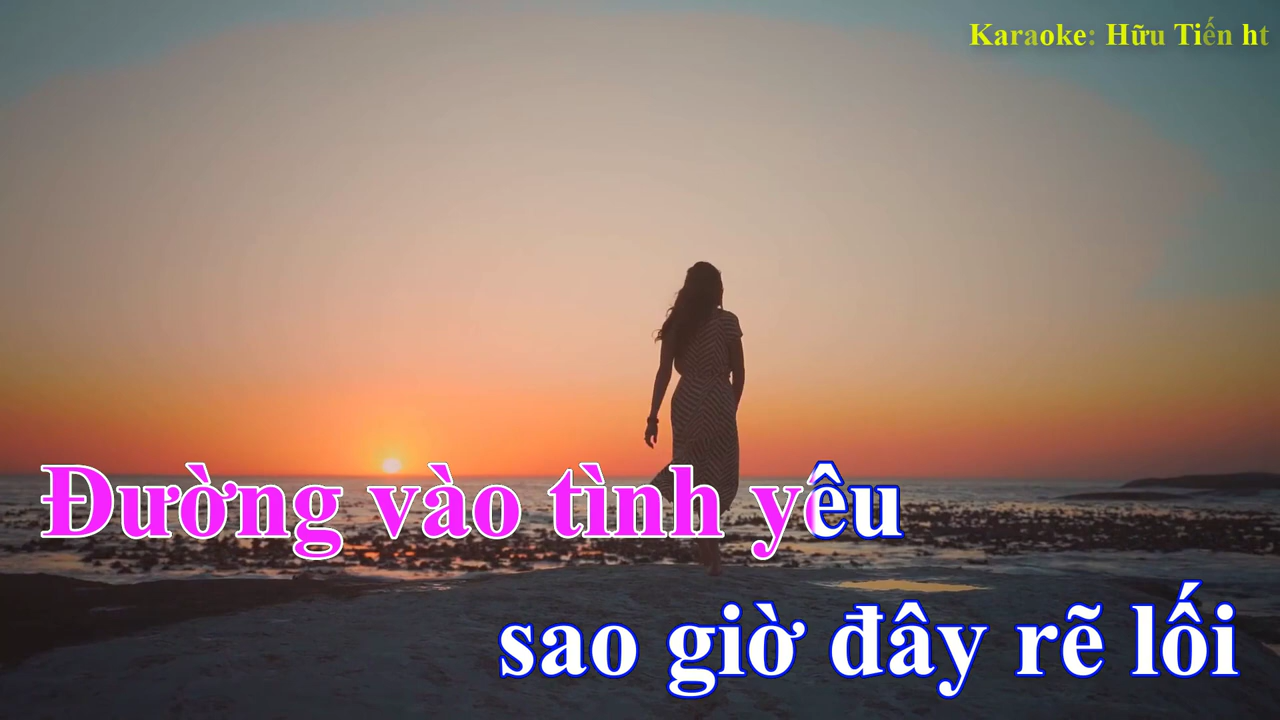 Karaoke: Hữu Tiến ht
Đường vào tình yêu
sao giờ đây rẽ lối